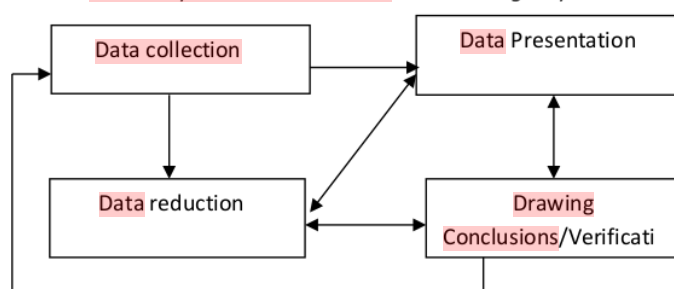 Data collection
Data Presentation
Data reduction
Drawing
Conclusions/Verificati